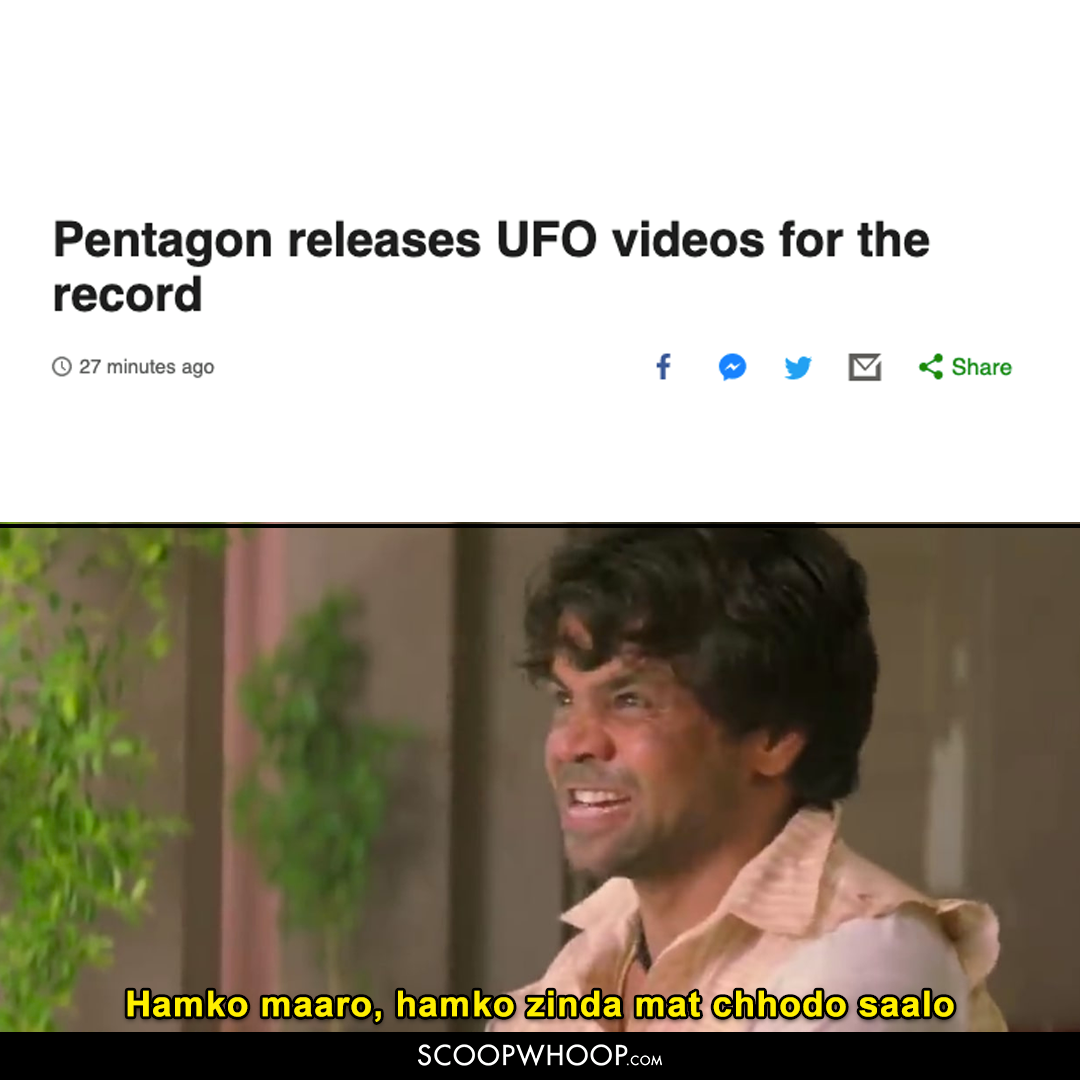 Pentagon releases UFO videos for the
record
27 minutes ago
Share
Hamko maaro, hamko zinda mat chhodo saalo
SCOOPWHOOP.COM